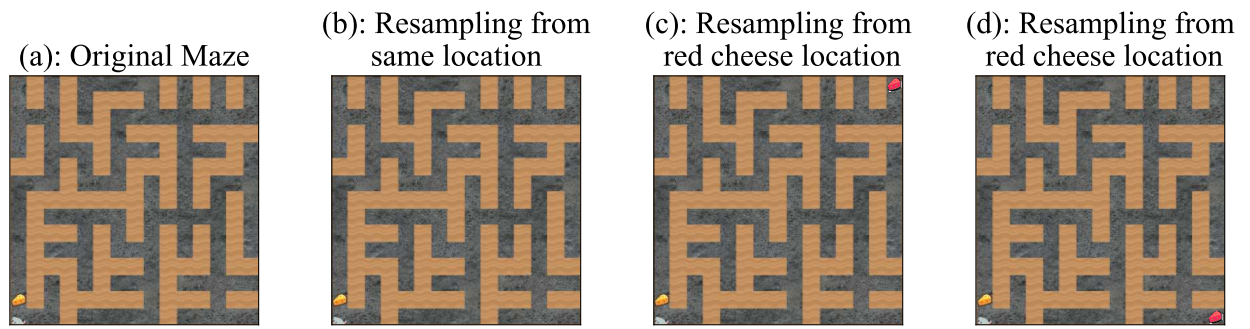 (a): Original Maze
(b): Resampling from
same location
(c): Resampling from
red cheese location
(d): Resampling from
red cheese location